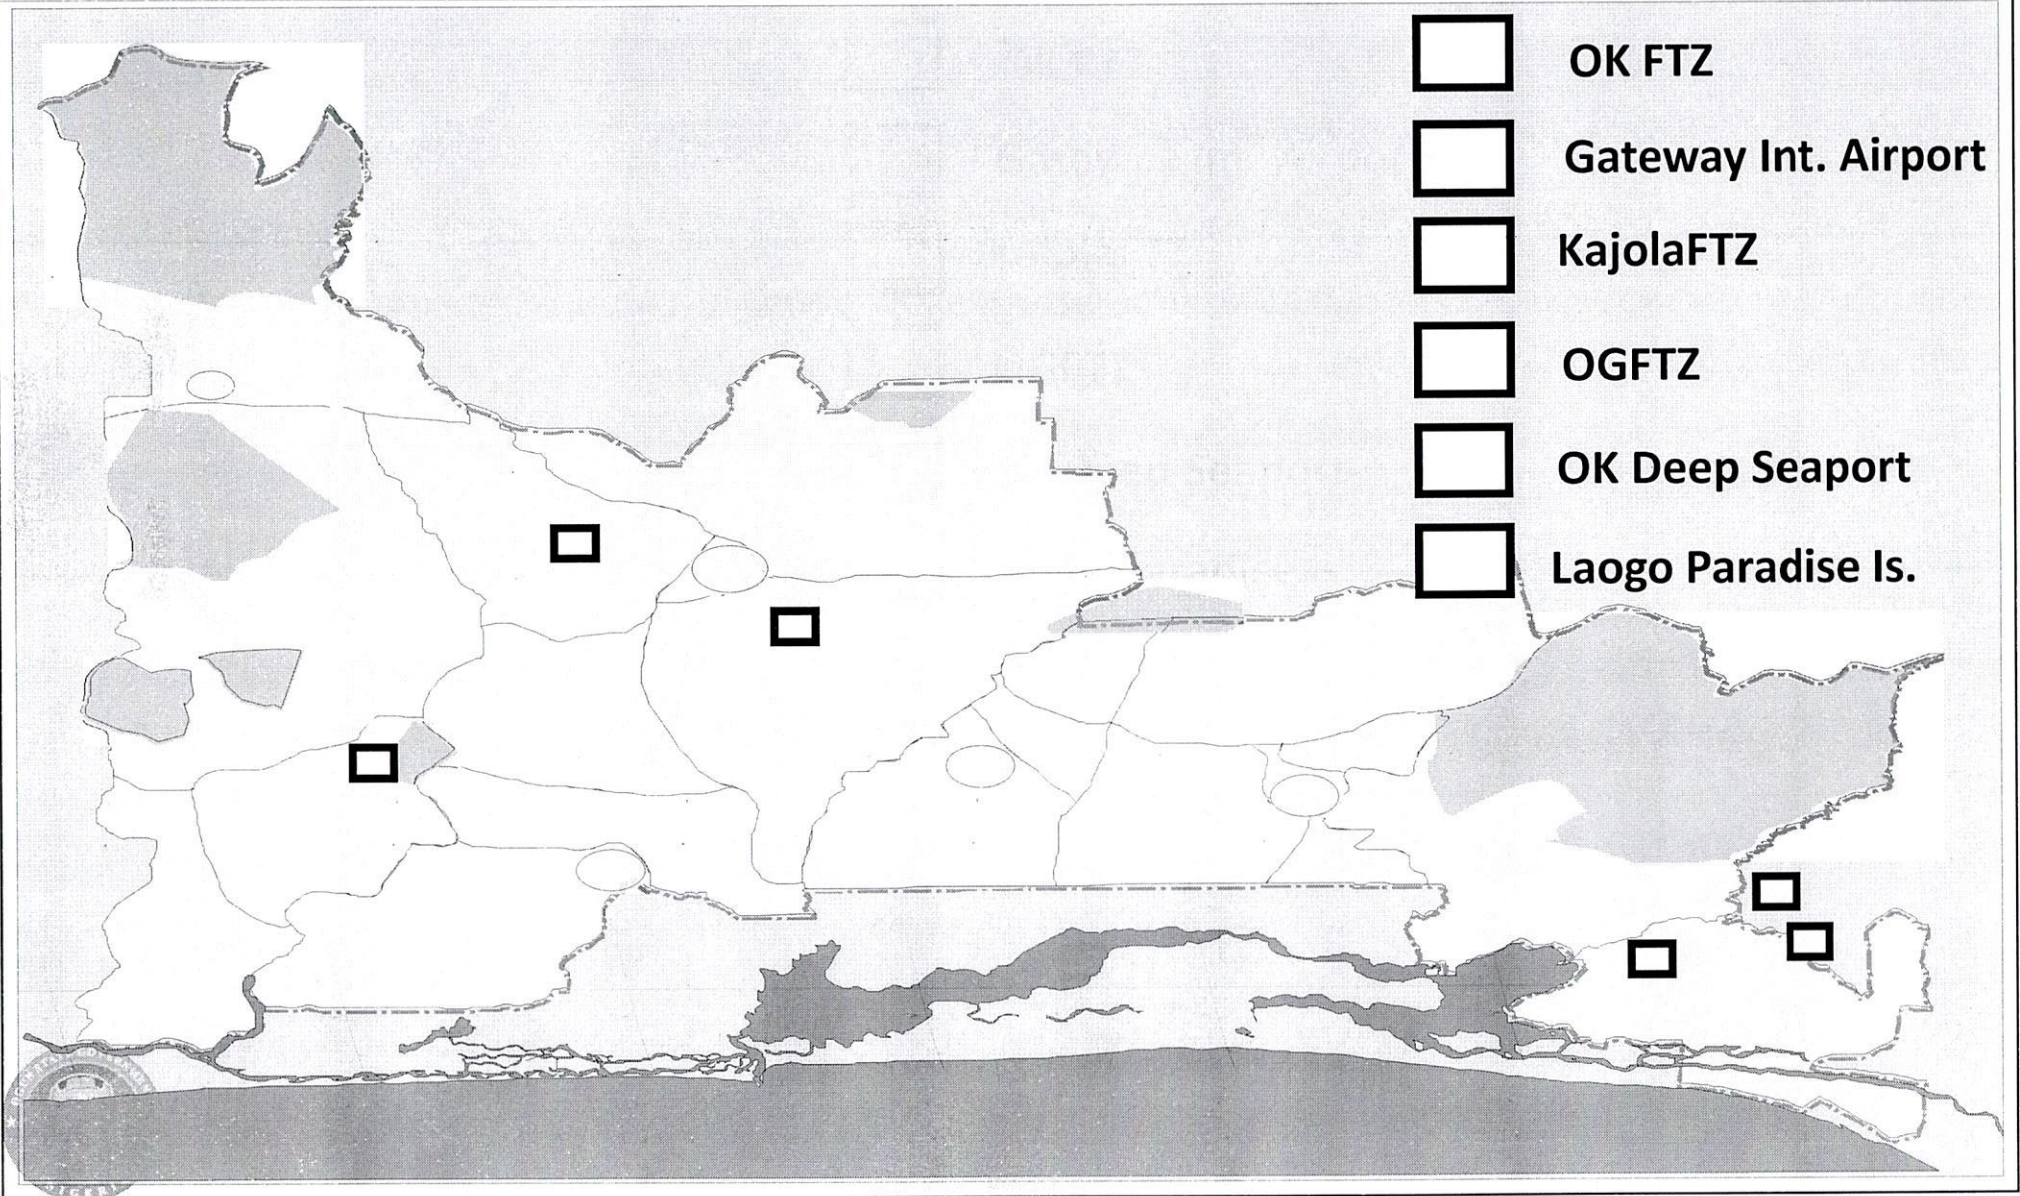 OK FTZ
Gateway Int. Airport
KajolaFTZ
OGFTZ
OK Deep Seaport
Laogo Paradise Is.